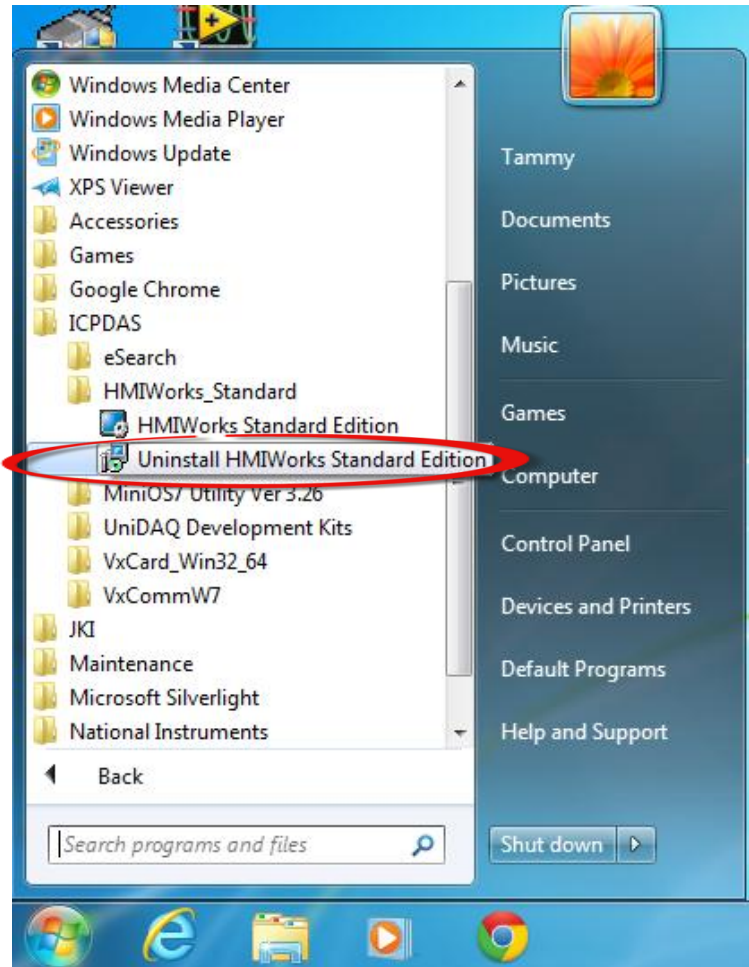 Windows Media Center
Windows Media Player
Windows Update
XPS Viewer
Accessories
Games
Google Chrome
ICPDAS
eSearch
HMIWorks_Standard
HMIWorks Standard Edition
Uninstall HMIWorks Standard Edition
MiniOS7 Utility Ver 3.26
UniDAQ Development Kits
VxCard_Win32_64
VxCommW7
JKI
Maintenance
Microsoft Silverlight
National Instruments
Back
Search programs and files
Tammy
Documents
Pictures
Music
Games
Computer
Control Panel
Devices and Printers
Default Programs
Help and Support
Shut down